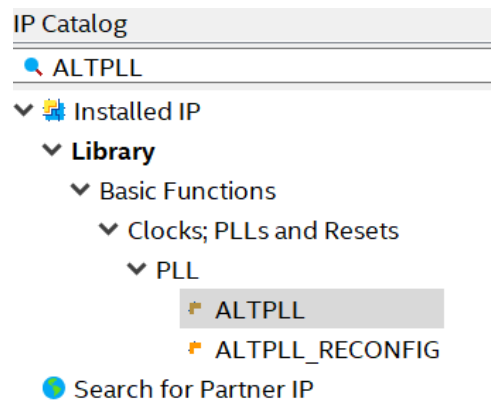 IP Catalog
ALTPLL
Installed IP
Library
Basic Functions
Clocks; PLLs and Resets
PLL
ALTPLL
ALTPLL_RECONFIG
Search for Partner IP